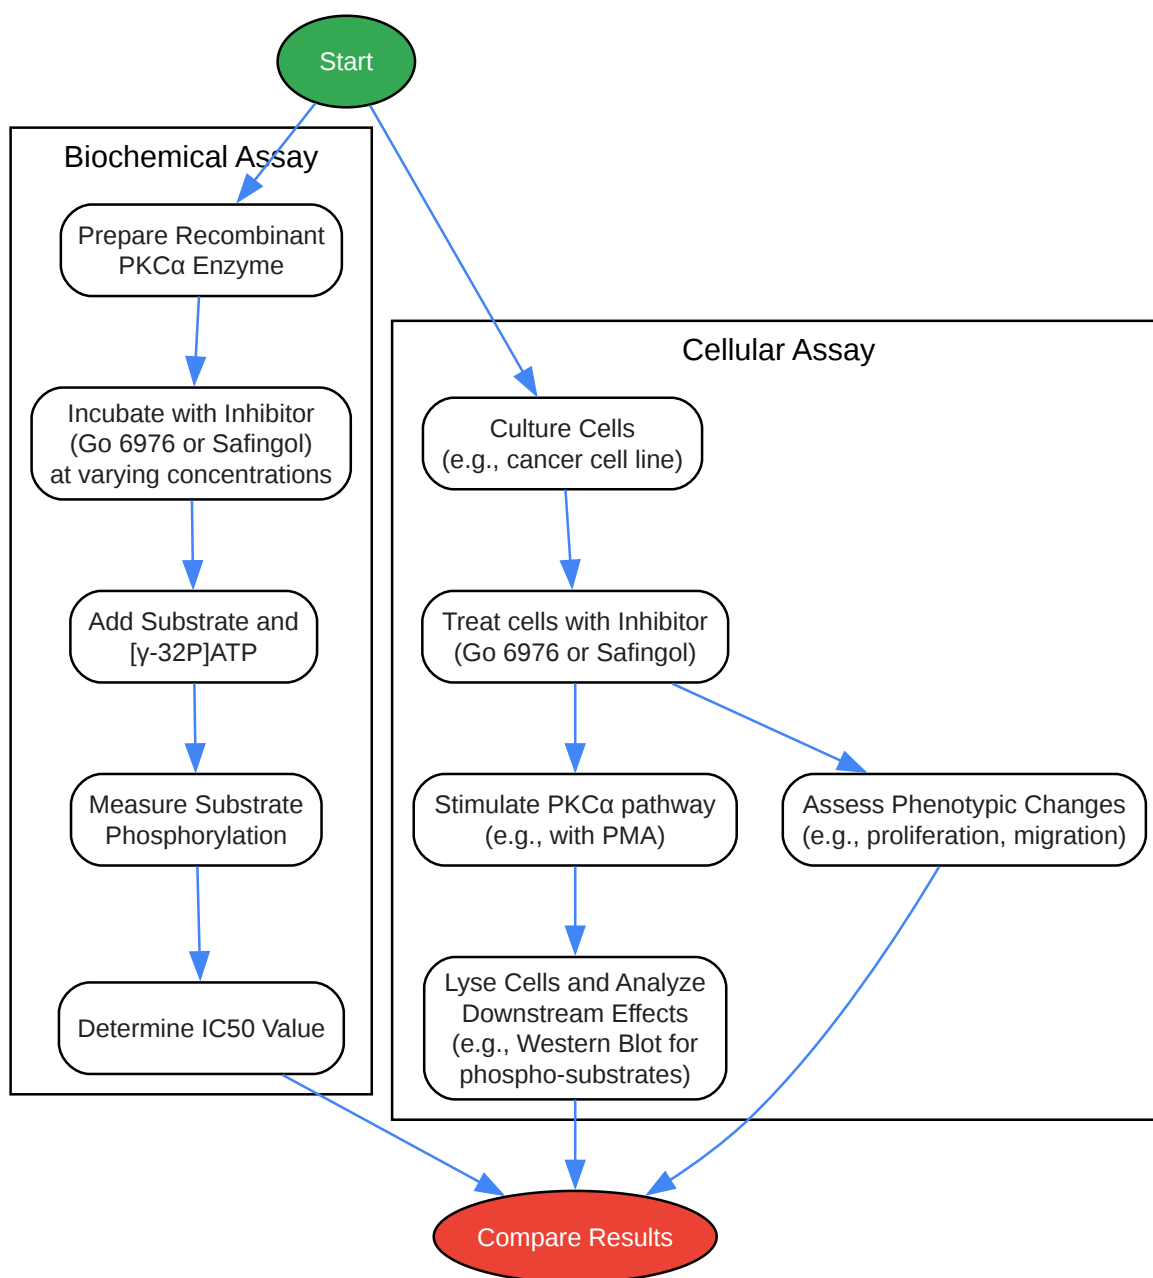 Start
Biochemical Assay
Prepare Recombinant
PKCα Enzyme
Incubate with Inhibitor
(Go 6976 or Safingol)
at varying concentrations
Add Substrate and
[γ-32P]ATP
Measure Substrate
Phosphorylation
Determine IC50 Value
Cellular Assay
Culture Cells
(e.g., cancer cell line)
Treat cells with Inhibitor
(Go 6976 or Safingol)
Stimulate PKCα pathway
(e.g., with PMA)
Assess Phenotypic Changes
(e.g., proliferation, migration)
Lyse Cells and Analyze
Downstream Effects
(e.g., Western Blot for
phospho-substrates)
Compare Results